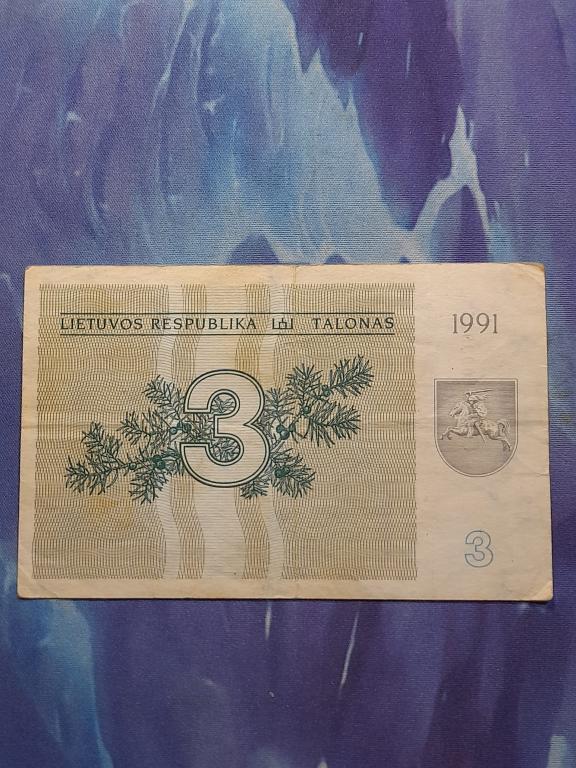 LIETUVOS RESPUBLIKA TALONAS
1991
3
3